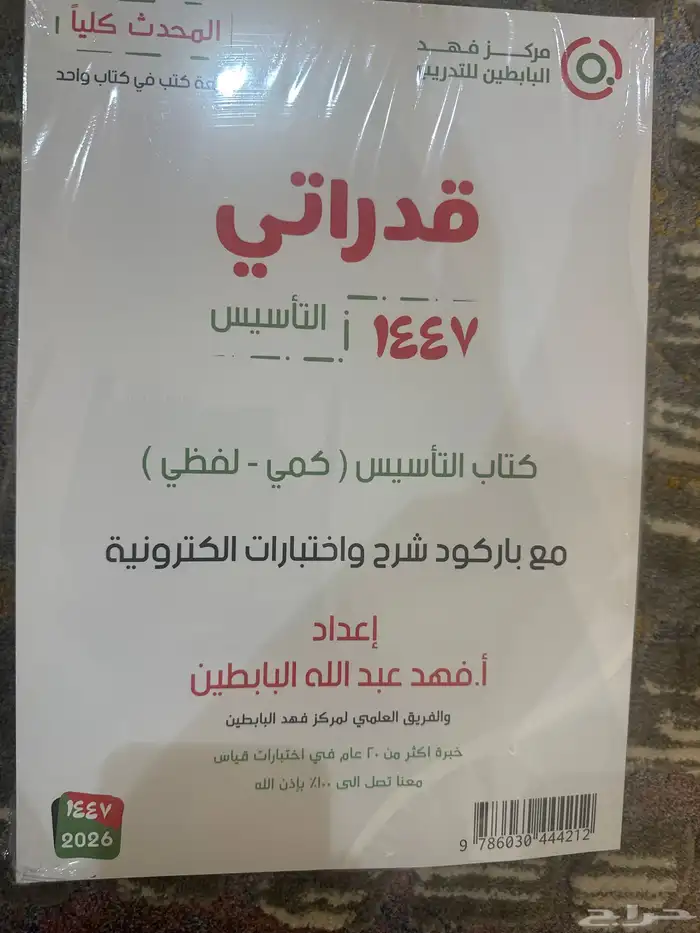 مركز فهد
البابطين للتدريب
المحدث كلياً
كتب في كتاب واحد
قدراتي
١٤٤٧
التأسيس
كتاب التأسيس ( كمي - لفظي )
مع باركود شرح واختبارات الكترونية
إعداد
أ.فهد عبد الله البابطين
والفريق العلمي لمركز فهد البابطين
خبرة اكثر من ٢٠ عام في اختبارات قياس
معنا تصل الى ١٠٠٪ بإذن الله
١٤٤٧
2026
9 786030 444212
حراج